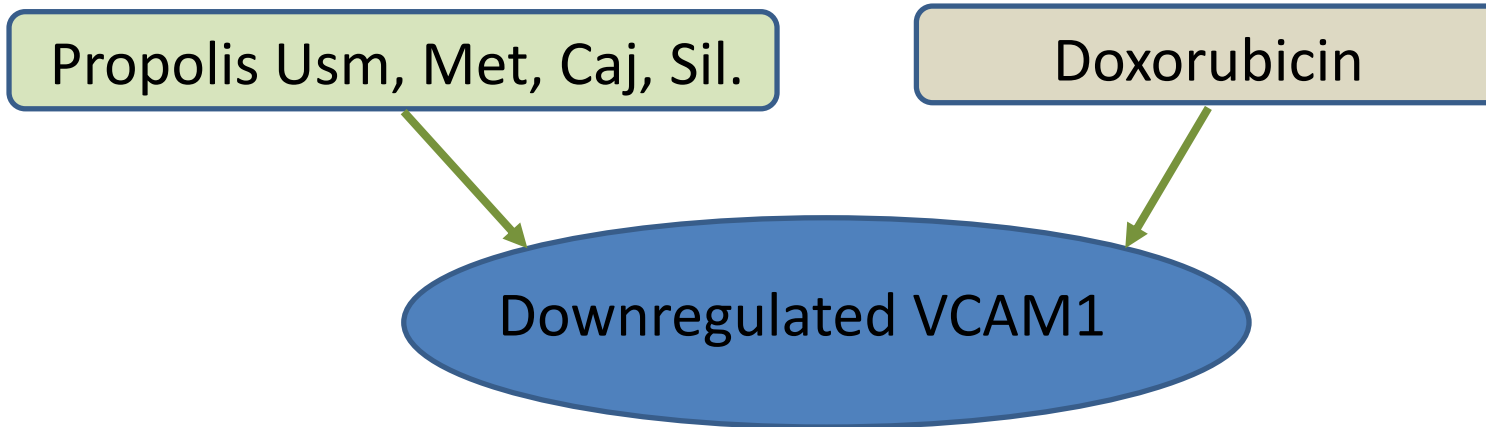 Propolis Usm, Met, Caj, Sil.
Doxorubicin
Downregulated VCAM1